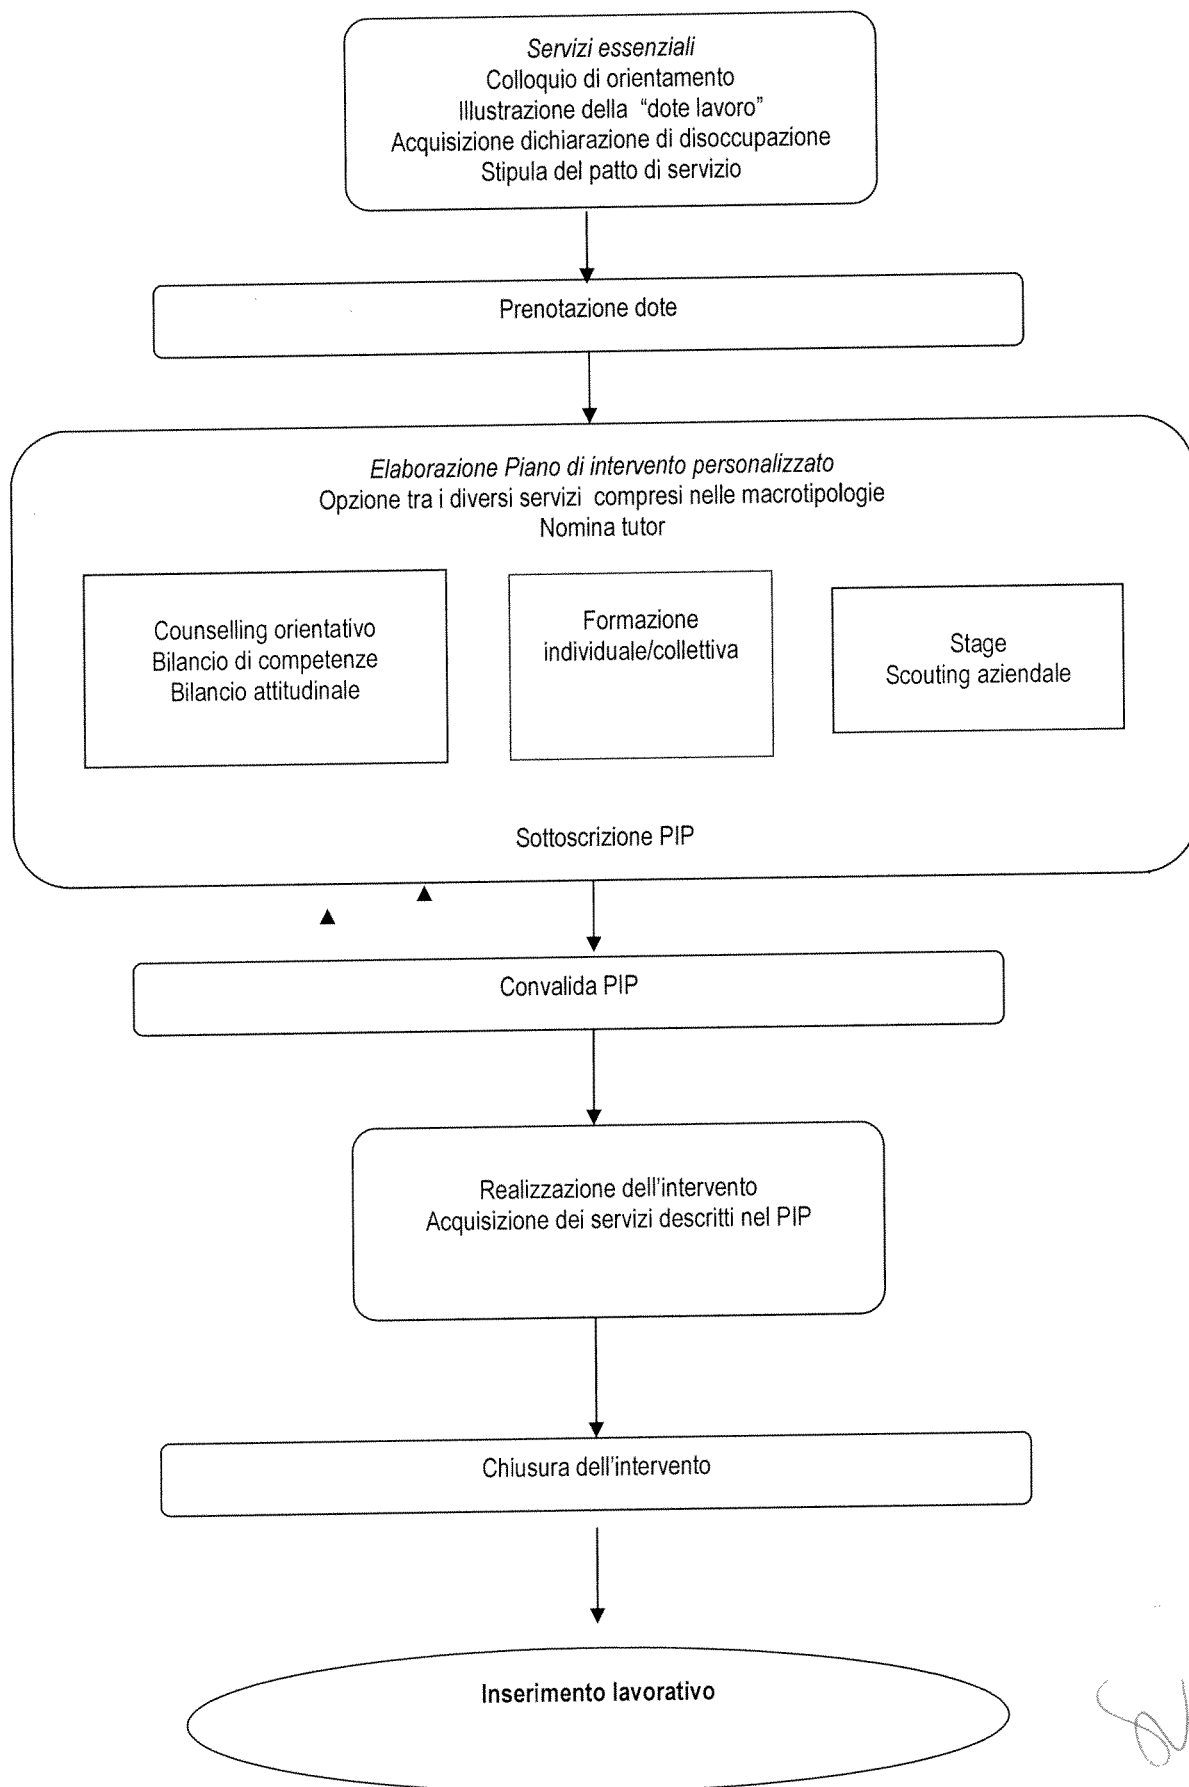 Servizi essenziali
Colloquio di orientamento
Illustrazione della “dote lavoro”
Acquisizione dichiarazione di disoccupazione
Stipula del patto di servizio
Prenotazione dote
Elaborazione Piano di intervento personalizzato
Opzione tra i diversi servizi compresi nelle macrotipologie
Nomina tutor
Counselling orientativo
Bilancio di competenze
Bilancio attitudinale
Formazione
individuale/collettiva
Stage
Scouting aziendale
Sottoscrizione PIP
Convalida PIP
Realizzazione dell'intervento
Acquisizione dei servizi descritti nel PIP
Chiusura dell'intervento
Inserimento lavorativo